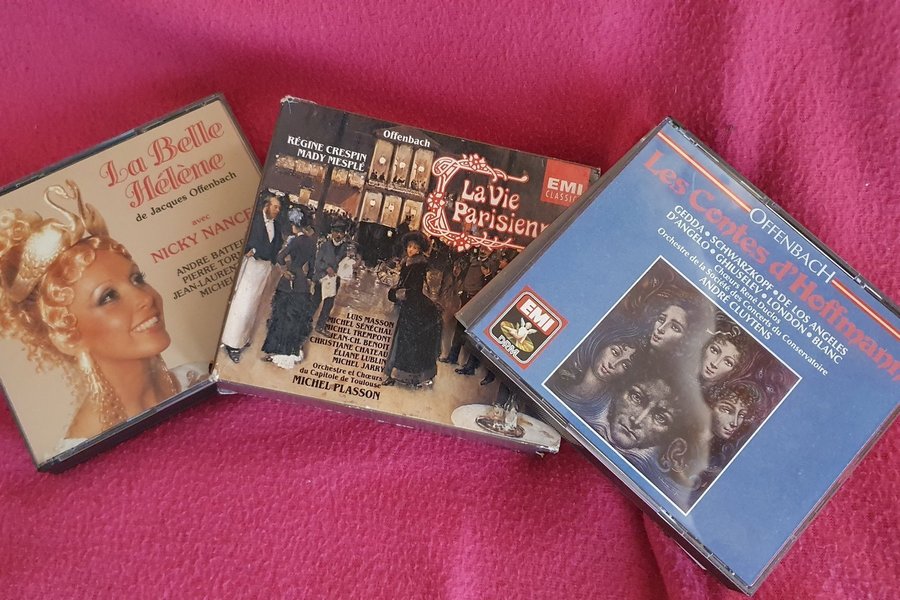 La Belle
Hélène
de Jacques Offenbach
avec
NICKY NANCE
ANDRE BATTE
PIERRE
JEAN-LAUREN
MICHE
Offenbach
RÉGINE CRESPIN
MADY MESPLÉ
La Vie
Parisienn
EMI
CLASSICS
LUIS MASSON
MICHEL SÉNÉCHAL
MICHEL TREMPONT
JEAN-CH. BENOIT
CHRISTIANE CHATEAU
ELIANE LUBLIN
MICHEL JARRY
Orchestre et Chœurs
du Capitole de Toulouse
MICHEL PLASSON
OFFENBACH
Les Contes d'Hoffmann
GEDDA • SCHWARZKOPF • DE LOS ANGELES
D'ANGELO • GHIUSELEV • LONDON • BLANC
Chœurs René Duclos
Orchestre de la Société des Concerts du Conservatoire
ANDRÉ CLUYTENS
EMI
DRM